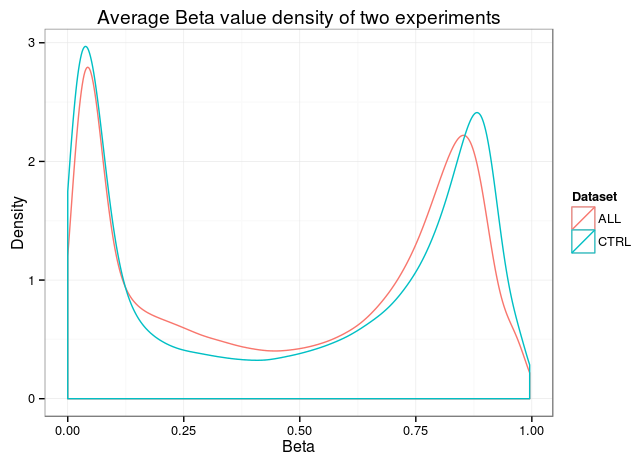 Average Beta value density of two experiments
3
2
1
0
Density
0.00 0.25 0.50 0.75 1.00
Beta
Dataset
ALL
CTRL